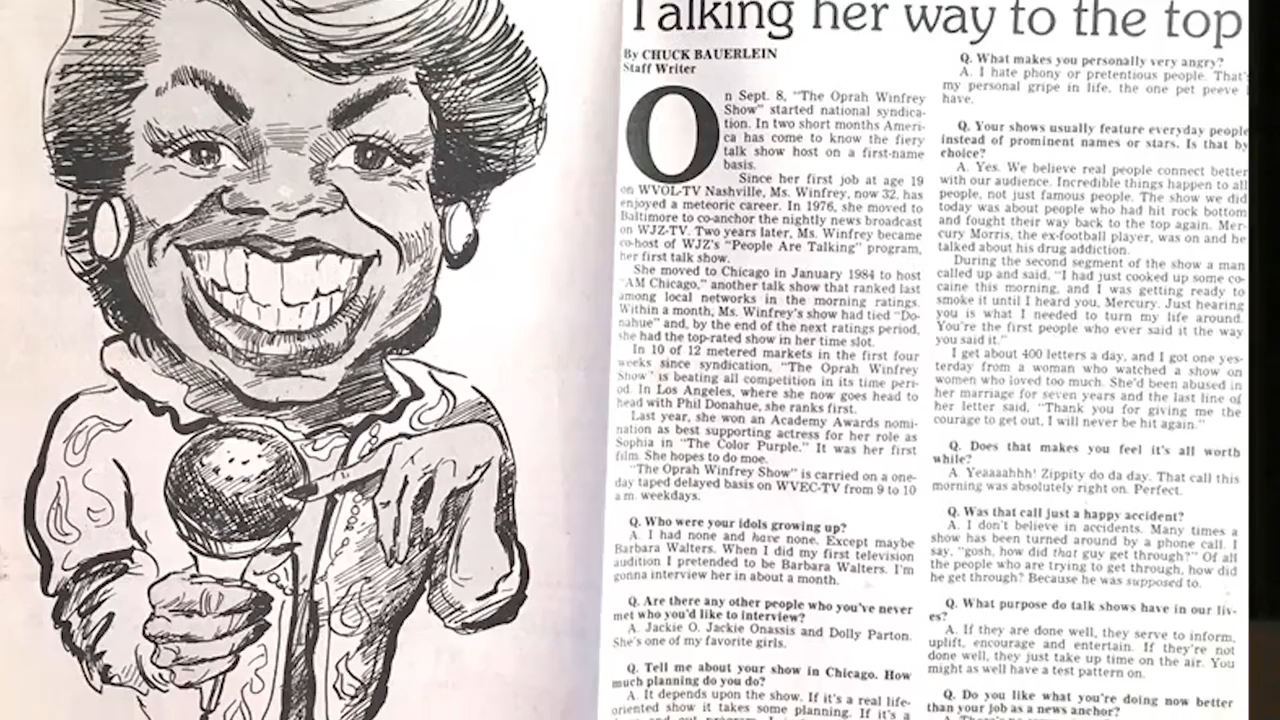 Talking her way to the top
By CHUCK BAUERLEIN
Staff Writer
On Sept. 8, "The Oprah Winfrey
Show" started national syndica-
tion. In two short months Ameri-
ca has come to know the fiery
talk show host on a first-name
basis.
Since her first job at age 19
on WVOL-TV Nashville, Ms. Winfrey, now 32, has
enjoyed a meteoric career. In 1976, she moved to
Baltimore to co-anchor the nightly news broadcast
on WJZ-TV. Two years later, Ms. Winfrey became
co-host of WJZ's "People Are Talking" program,
her first talk show.
She moved to Chicago in January 1984 to host
"AM Chicago," another talk show that ranked last
among local networks in the morning ratings.
Within a month, Ms. Winfrey's show had tied "Do-
nahue" and, by the end of the next ratings period,
she had the top-rated show in her time slot.
In 10 of 12 metered markets in the first four
weeks since syndication, "The Oprah Winfrey
Show" is beating all competition in its time peri-
od. In Los Angeles, where she now goes head to
head with Phil Donahue, she ranks first.
Last year, she won an Academy Awards nomi-
nation as best supporting actress for her role as
Sophia in "The Color Purple." It was her first
film. She hopes to do moe.
"The Oprah Winfrey Show" is carried on a one-
day taped delayed basis on WVEC-TV from 9 to 10
a.m. weekdays.
Q. Who were your idols growing up?
A. I had none and have none. Except maybe
Barbara Walters. When I did my first television
audition I pretended to be Barbara Walters. I'm
gonna interview her in about a month.
Q. Are there any other people who you've never
met who you'd like to interview?
A. Jackie O. Jackie Onassis and Dolly Parton.
She's one of my favorite girls.
Q. Tell me about your show in Chicago. How
much planning do you do?
A. It depends upon the show. If it's a real life-
oriented show it takes some planning. If it's a
Q. What makes you personally very angry?
A. I hate phony or pretentious people. That's
my personal gripe in life, the one pet peeve I
have.
Q. Your shows usually feature everyday people
instead of prominent names or stars. Is that by
choice?
A. Yes. We believe real people connect better
with our audience. Incredible things happen to all
people, not just famous people. The show we did
today was about people who had hit rock bottom
and fought their way back to the top again. Mer-
cury Morris, the ex-football player, was on and he
talked about his drug addiction.
During the second segment of the show a man
called up and said, "I had just cooked up some co-
caine this morning, and I was getting ready to
smoke it until I heard you, Mercury. Just hearing
you is what I needed to turn my life around.
You're the first people who ever said it the way
you said it."
I get about 400 letters a day, and I got one yes-
terday from a woman who watched a show on
women who loved too much. She'd been abused in
her marriage for seven years and the last line of
her letter said, "Thank you for giving me the
courage to get out, I will never be hit again."
Q. Does that makes you feel it's all worth
while?
A. Yeaaaahhh! Zippity do da day. That call this
morning was absolutely right on. Perfect.
Q. Was that call just a happy accident?
A. I don't believe in accidents. Many times a
show has been turned around by a phone call. I
say, "gosh, how did that guy get through?" Of all
the people who are trying to get through, how did
he get through? Because he was supposed to.
Q. What purpose do talk shows have in our liv-
es?
A. If they are done well, they serve to inform,
uplift, encourage and entertain. If they're not
done well, they just take up time on the air. You
might as well have a test pattern on.
Q. Do you like what you're doing now better
than your job as a news anchor?